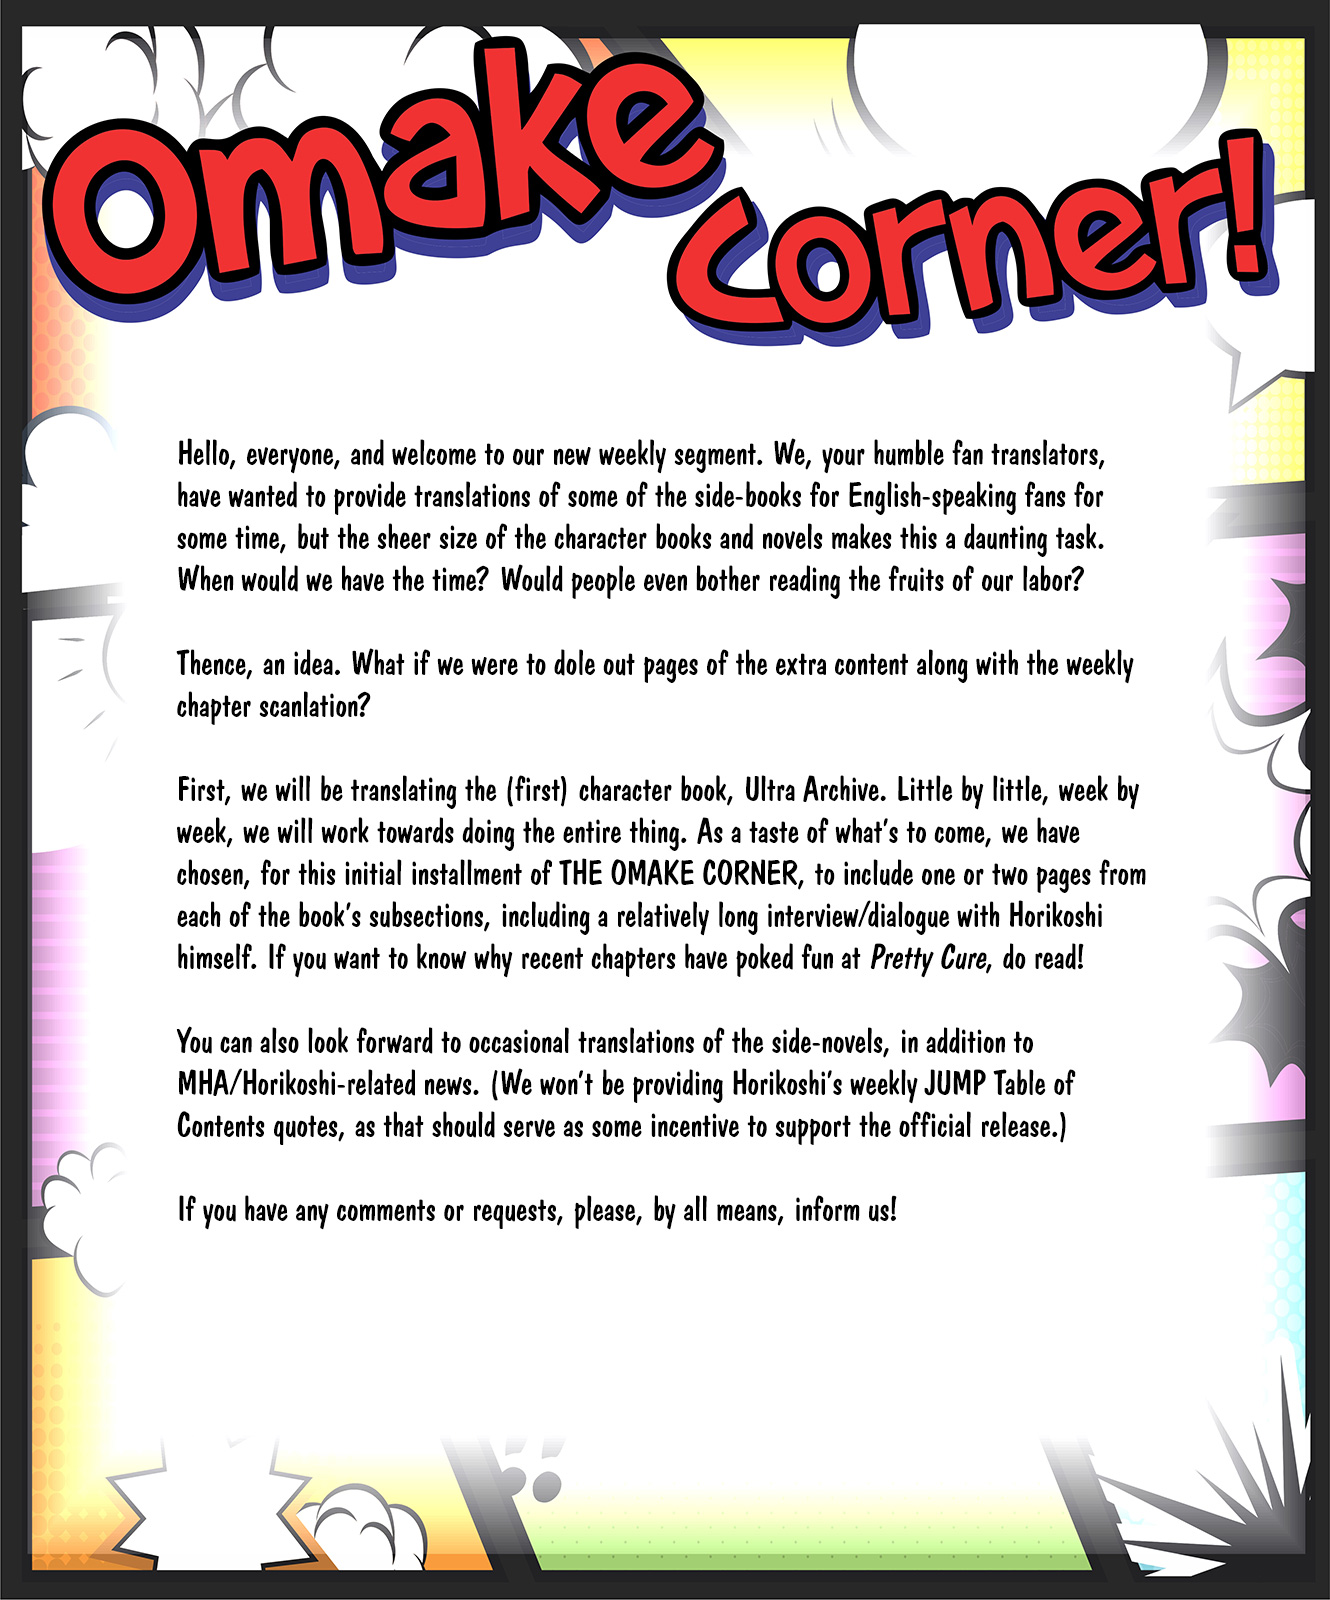 Omake
Corner!
Hello, everyone, and welcome to our new weekly segment. We, your humble fan translators,
have wanted to provide translations of some of the side-books for English-speaking fans for
some time, but the sheer size of the character books and novels makes this a daunting task.
When would we have the time? Would people even bother reading the fruits of our labor?
Thence, an idea. What if we were to dole out pages of the extra content along with the weekly
chapter scanlation?
First, we will be translating the (first) character book, Ultra Archive. Little by little, week by
week, we will work towards doing the entire thing. As a taste of what's to come, we have
chosen, for this initial installment of THE OMAKE CORNER, to include one or two pages from
each of the book's subsections, including a relatively long interview/dialogue with Horikoshi
himself. If you want to know why recent chapters have poked fun at Pretty Cure, do read!
You can also look forward to occasional translations of the side-novels, in addition to
MHA/Horikoshi-related news. (We won't be providing Horikoshi's weekly JUMP Table of
Contents quotes, as that should serve as some incentive to support the official release.)
If you have any comments or requests, please, by all means, inform us!